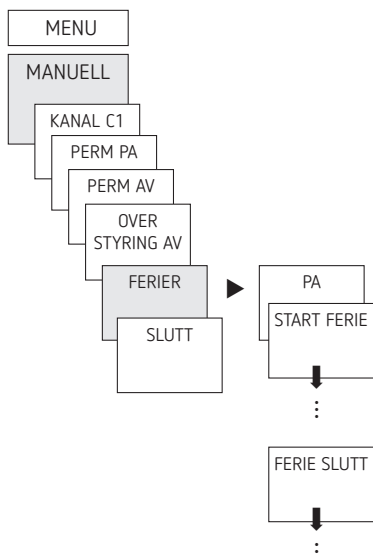 MENU
MANUELL
KANAL C1
PERM PA
PERM AV
OVER
STYRING AV
FERIER
SLUTT
PA
START FERIE
FERIE SLUTT